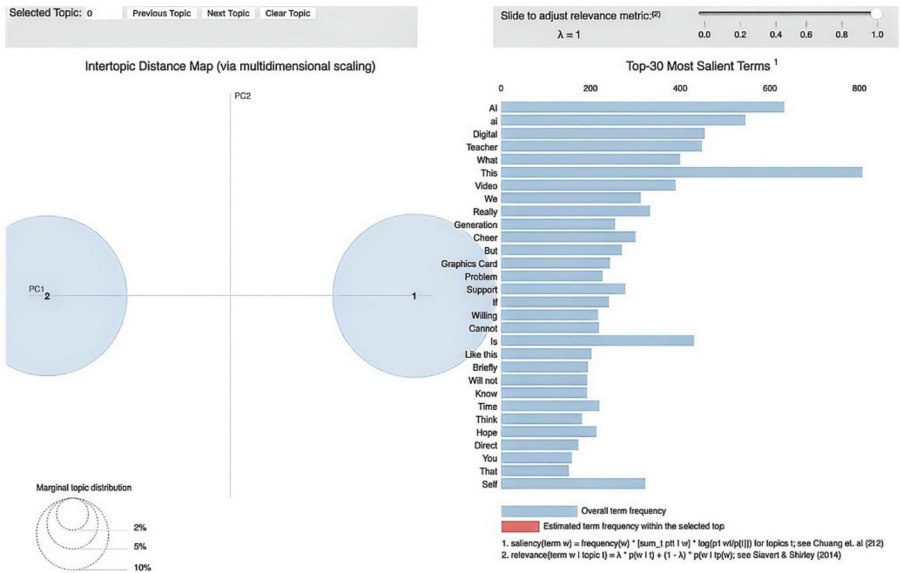 Selected Topic: 0 Previous Topic Next Topic Clear Topic
Slide to adjust relevance metric:(2)
λ = 1
0.0 0.2 0.4 0.6 0.8 1.0
Intertopic Distance Map (via multidimensional scaling)
PC2
PC1
2
1
Marginal topic distribution
2%
5%
10%
Top-30 Most Salient Terms 1
0 200 400 600 800
AI
ai
Digital
Teacher
What
This
Video
We
Really
Generation
Cheer
But
Graphics Card
Problem
Support
If
Willing
Cannot
Is
Like this
Briefly
Will not
Know
Time
Think
Hope
Direct
You
That
Self
Overall term frequency
Estimated term frequency within the selected top
1. saliency(term w) = frequency(w) * [sum_t ptt l w) * log(p1 wl/p[l])) for topics t; see Chuang et. al (2l12)
2. relevance(term w l topic t) = λ * p(w l t) + (1 - λ) * p(w l tp(w); see Siavert & Shirley (2014)